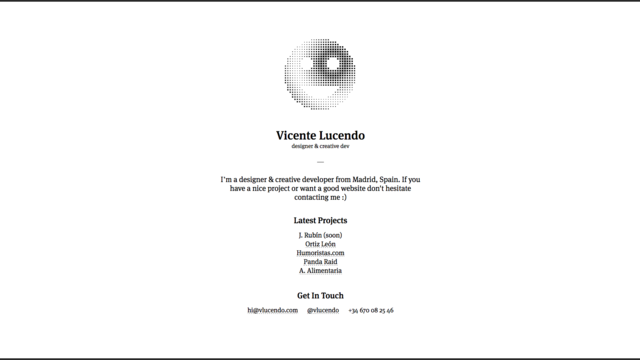 Vicente Lucendo
designer & creative dev
—
I'm a designer & creative developer from Madrid, Spain. If you
have a nice project or want a good website don't hesitate
contacting me :)
Latest Projects
J. Rubín (soon)
Ortiz León
Humoristas.com
Panda Raid
A. Alimentaria
Get In Touch
hi@vlucendo.com @vlucendo +34 670 08 25 46